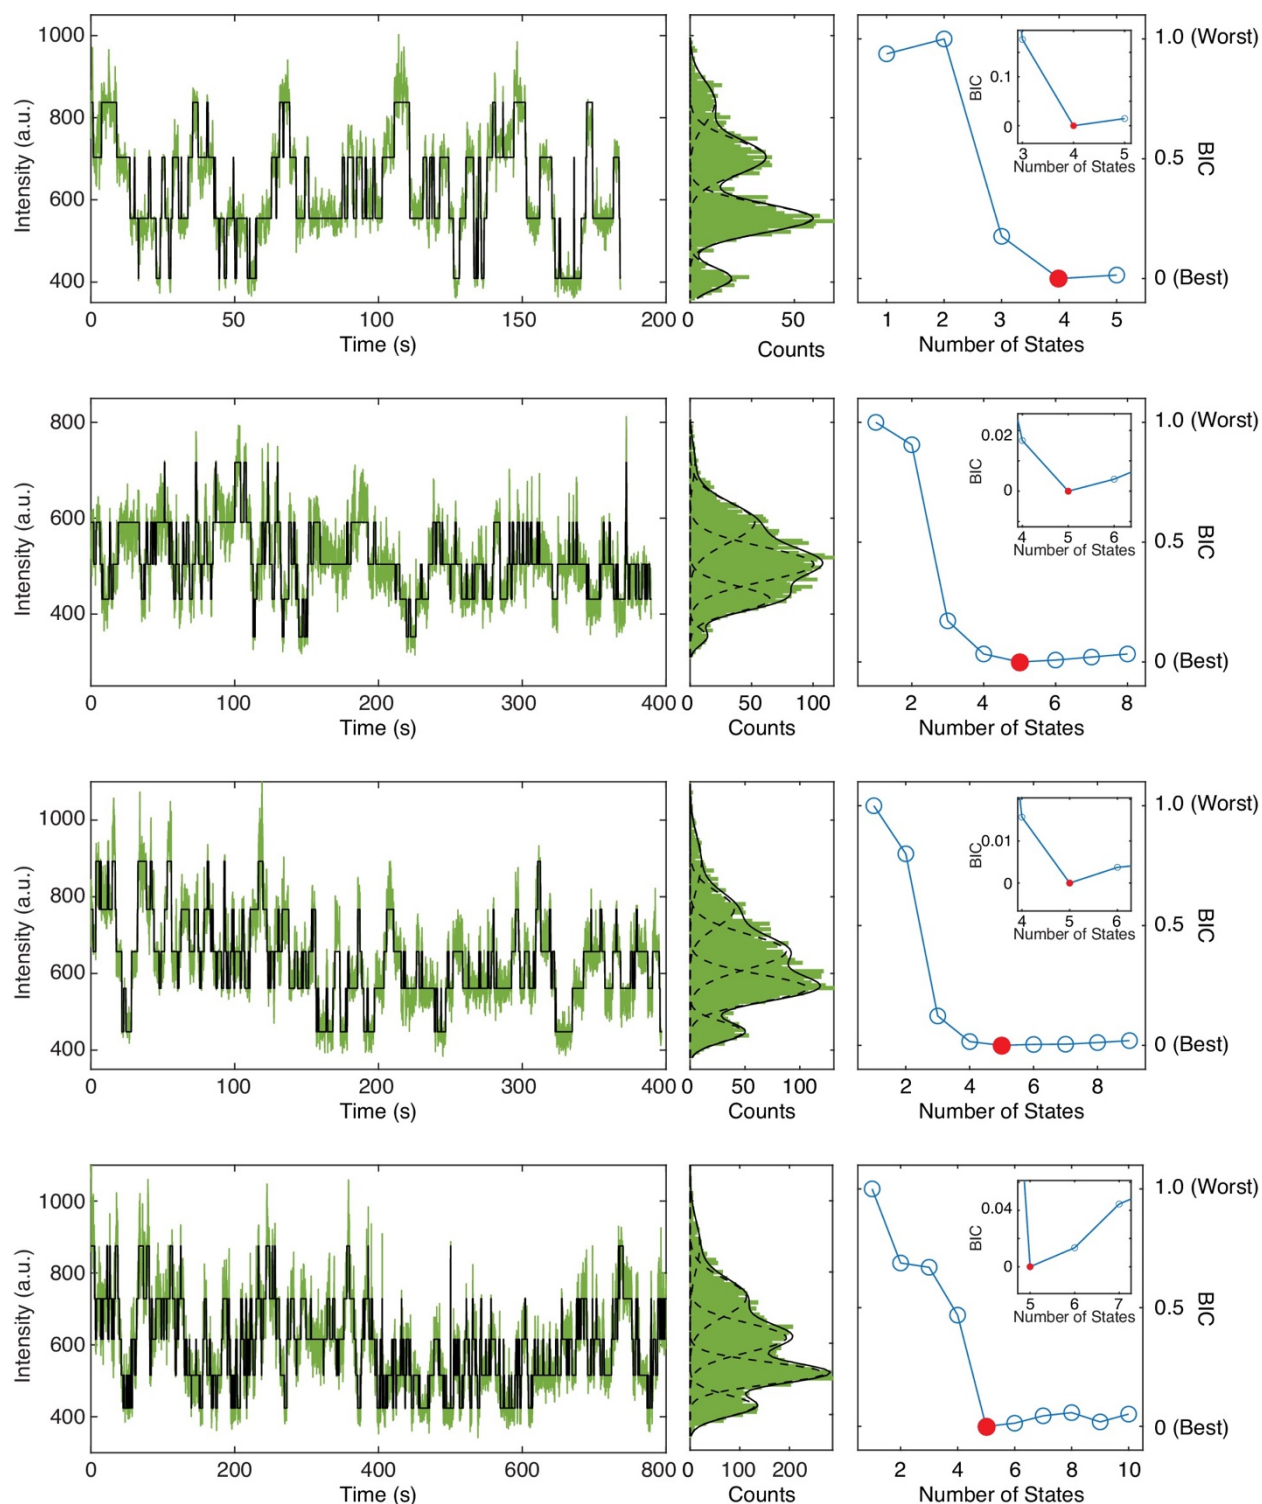 1000
800
600
400
Intensity (a.u.)
0 50 100 150 200
Time (s)
0 50
Counts
BIC
0.1
0
3 4 5
Number of States
1 2 3 4 5
Number of States
1.0 (Worst)
0.5
0 (Best)
BIC
800
600
400
Intensity (a.u.)
0 100 200 300 400
Time (s)
0 50 100
Counts
BIC
0.02
0
4 5 6
Number of States
2 4 6 8
Number of States
1.0 (Worst)
0.5
0 (Best)
BIC
1000
800
600
400
Intensity (a.u.)
0 100 200 300 400
Time (s)
0 50 100
Counts
BIC
0.01
0
4 5 6
Number of States
2 4 6 8
Number of States
1.0 (Worst)
0.5
0 (Best)
BIC
1000
800
600
400
Intensity (a.u.)
0 200 400 600 800
Time (s)
0 100 200
Counts
BIC
0.04
0
5 6 7
Number of States
2 4 6 8 10
Number of States
1.0 (Worst)
0.5
0 (Best)
BIC